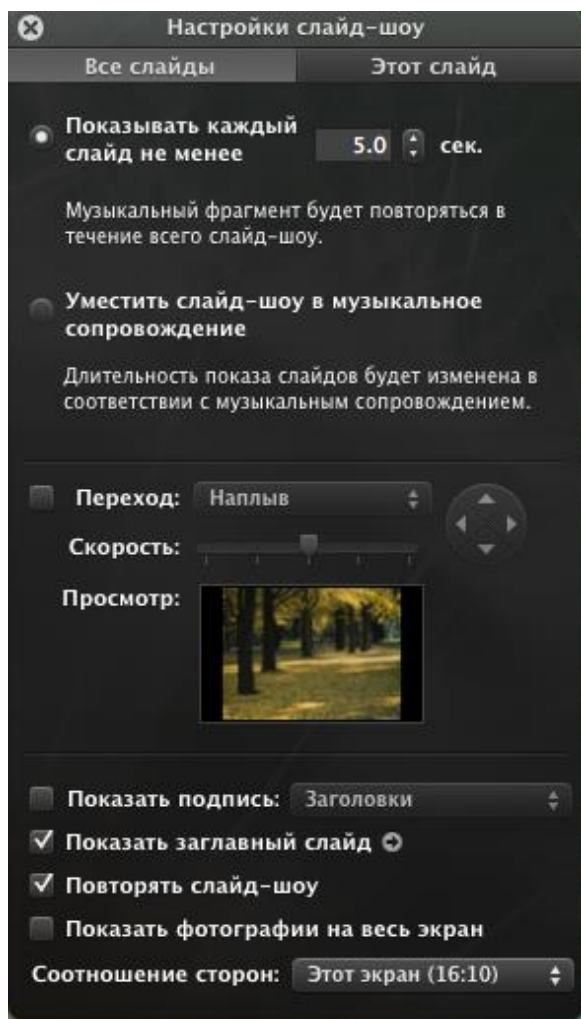 Настройки слайд-шоу
Все слайды Этот слайд
Показывать каждый
слайд не менее 5.0 сек.
Музыкальный фрагмент будет повторяться в
течение всего слайд-шоу.
Уместить слайд-шоу в музыкальное
сопровождение
Длительность показа слайдов будет изменена в
соответствии с музыкальным сопровождением.
Переход: Наплыв
Скорость:
Просмотр:
Показать подпись: Заголовки
Показать заглавный слайд
Повторять слайд-шоу
Показать фотографии на весь экран
Соотношение сторон: Этот экран (16:10)